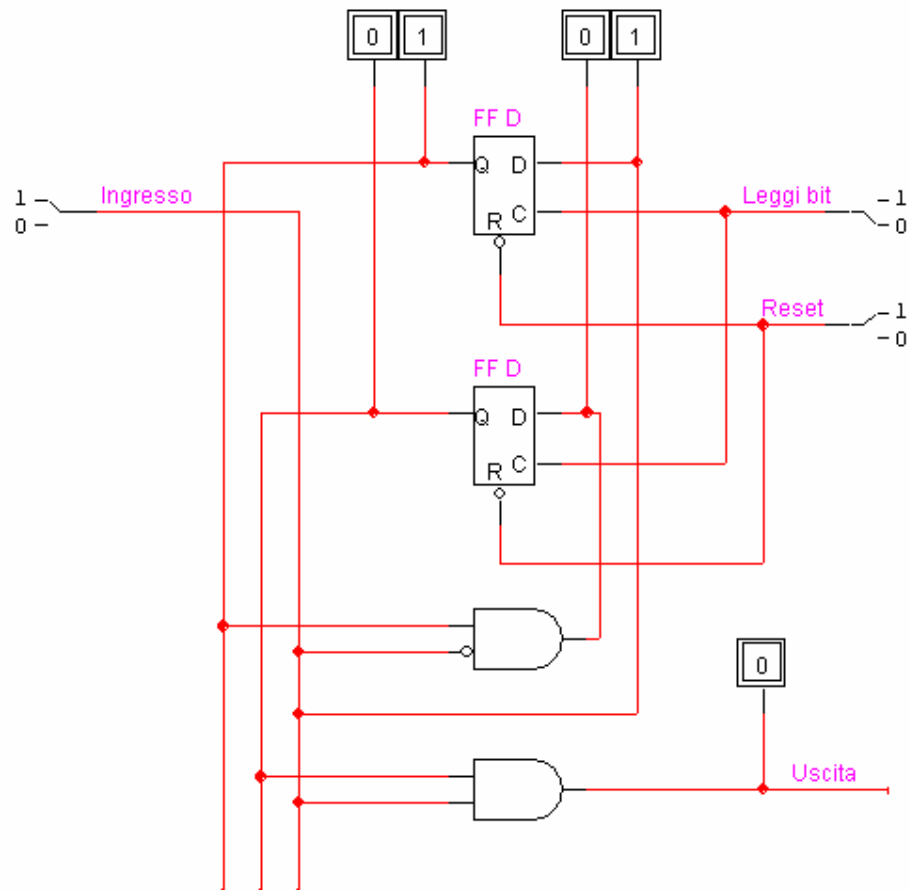 0 1 0 1
FF D
Q D
1 Ingresso Leggi bit 1
0 R C 0
Reset 1
0
FF D
Q D
R C
0
Uscita